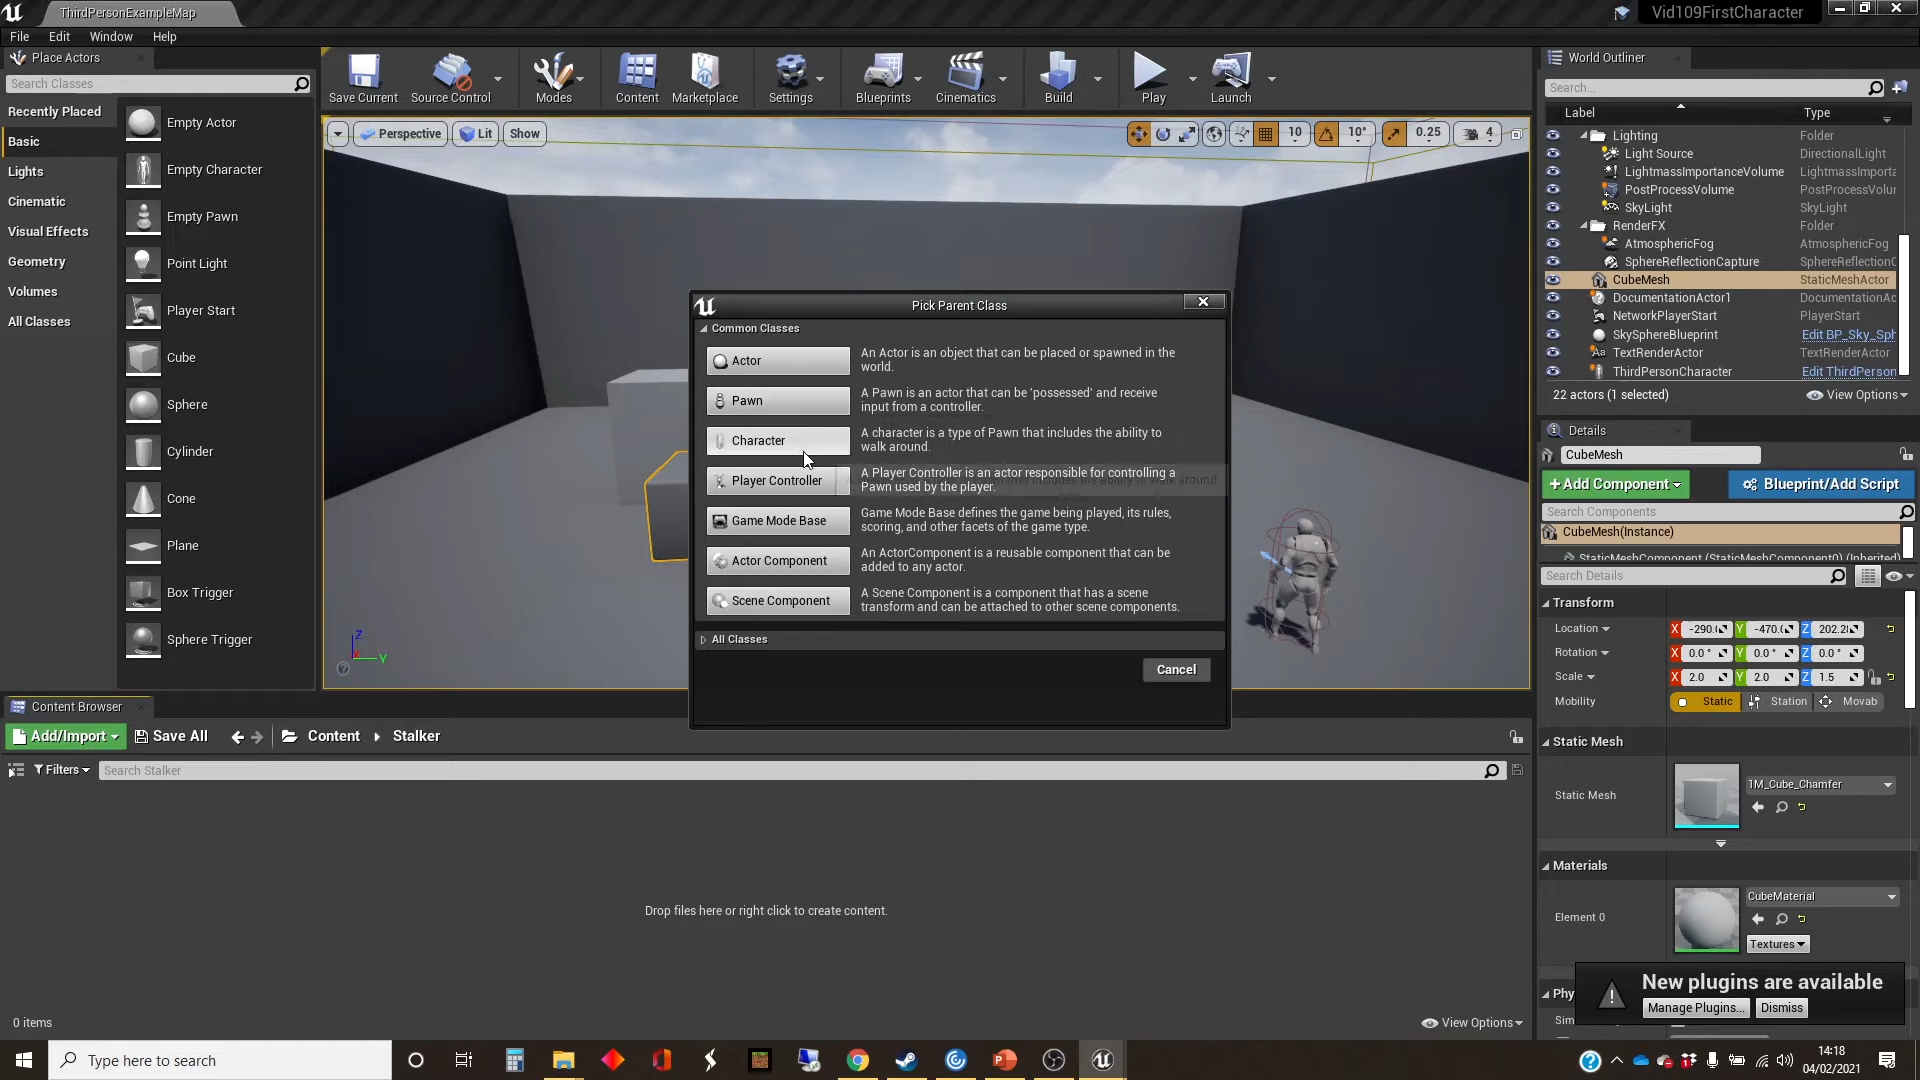 ThirdPersonExampleMap
Vid109FirstCharacter
File Edit Window Help
Place Actors
Search Classes
Recently Placed
Basic
Lights
Cinematic
Visual Effects
Geometry
Volumes
All Classes
Empty Actor
Empty Character
Empty Pawn
Point Light
Player Start
Cube
Sphere
Cylinder
Cone
Plane
Box Trigger
Sphere Trigger
Save Current
Source Control
Modes
Content
Marketplace
Settings
Blueprints
Cinematics
Build
Play
Launch
Perspective
Lit
Show
10
10°
0.25
4
Z
X
Y
Pick Parent Class
Common Classes
Actor
An Actor is an object that can be placed or spawned in the
world.
Pawn
A Pawn is an actor that can be 'possessed' and receive
input from a controller.
Character
A character is a type of Pawn that includes the ability to
walk around.
Player Controller
A Player Controller is an actor responsible for controlling a
Pawn used by the player.
Game Mode Base
Game Mode Base defines the game being played, its rules,
scoring, and other facets of the game type.
Actor Component
An ActorComponent is a reusable component that can be
added to any actor.
Scene Component
A Scene Component is a component that has a scene
transform and can be attached to other scene components.
All Classes
Cancel
World Outliner
Search...
Label Type
Lighting Folder
Light Source DirectionalLight
LightmassImportanceVolume LightmassImporta
PostProcessVolume PostProcessVolur
SkyLight SkyLight
RenderFX Folder
AtmosphericFog AtmosphericFog
SphereReflectionCapture SphereReflectionC
CubeMesh StaticMeshActor
DocumentationActor1 DocumentationAc
NetworkPlayerStart PlayerStart
SkySphereBlueprint Edit BP_Sky_Sph
TextRenderActor TextRenderActor
ThirdPersonCharacter Edit ThirdPerson
22 actors (1 selected)
View Options
Details
CubeMesh
+Add Component
Blueprint/Add Script
Search Components
CubeMesh(Instance)
StaticMeshComponent (StaticMeshComponent0) (Inherited)
Search Details
Transform
Location X -290.( Y -470.( Z 202.2
Rotation X 0.0 ° Y 0.0 ° Z 0.0 °
Scale X 2.0 Y 2.0 Z 1.5
Mobility Static Station Movab
Static Mesh
Static Mesh
1M_Cube_Chamfer
Materials
Element 0
CubeMaterial
Textures
Phy
Sim
New plugins are available
Manage Plugins...
Dismiss
Content Browser
Add/Import
Save All
Content
Stalker
Filters
Search Stalker
Drop files here or right click to create content.
0 items
View Options
Type here to search
14:18
04/02/2021